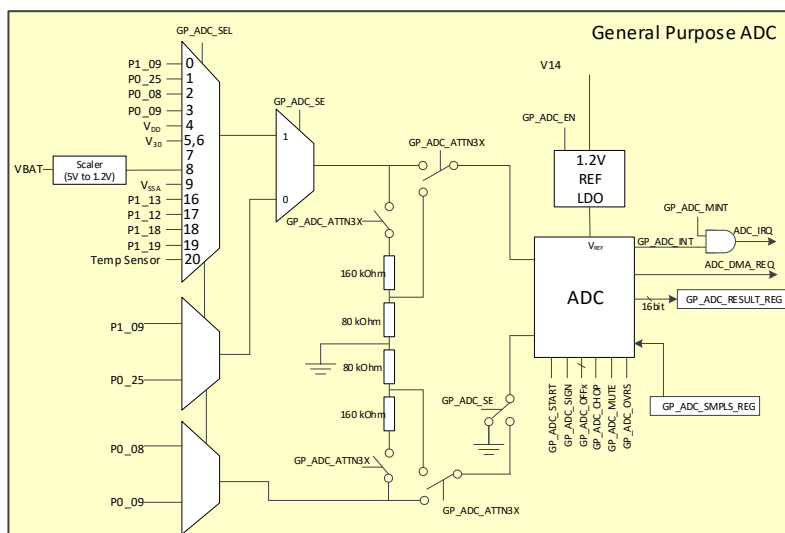 General Purpose ADC
GP_ADC_SEL
P1_09 0
P0_25 1
P0_08 2
P0_09 3
VDD 4
V30 5,6
7
VBAT
Scaler
(5V to 1.2V)
8
VSSA 9
P1_13 16
P1_12 17
P1_18 18
P1_19 19
Temp Sensor 20
GP_ADC_SE
1
0
P1_09
P0_25
P0_08
P0_09
GP_ADC_ATTN3X
GP_ADC_ATTN3X
160 kOhm
80 kOhm
80 kOhm
160 kOhm
GP_ADC_ATTN3X
GP_ADC_ATTN3X
GP_ADC_SE
V14
GP_ADC_EN
1.2V
REF
LDO
VREF
ADC
GP_ADC_MINT
GP_ADC_INT
ADC_IRQ
ADC_DMA_REQ
16bit
GP_ADC_RESULT_REG
GP_ADC_SMPLS_REG
GP_ADC_START
GP_ADC_SIGN
GP_ADC_OFFx
GP_ADC_CHOP
GP_ADC_MUTE
GP_ADC_OVRS